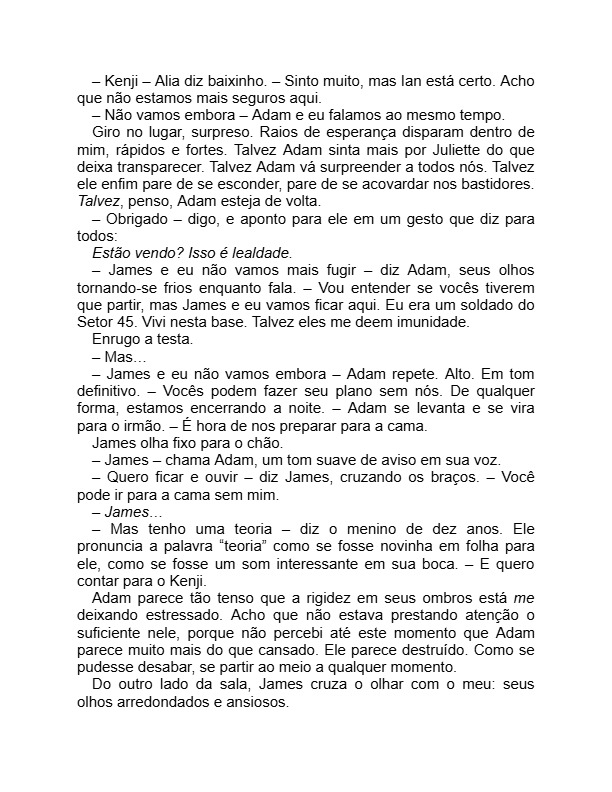 – Kenji – Alia diz baixinho. – Sinto muito, mas Ian está certo. Acho
que não estamos mais seguros aqui.
– Não vamos embora – Adam e eu falamos ao mesmo tempo.
Giro no lugar, surpreso. Raios de esperança disparam dentro de
mim, rápidos e fortes. Talvez Adam sinta mais por Juliette do que
deixa transparecer. Talvez Adam vá surpreender a todos nós. Talvez
ele enfim pare de se esconder, pare de se acovardar nos bastidores.
Talvez, penso, Adam esteja de volta.
– Obrigado – digo, e aponto para ele em um gesto que diz para
todos:
Estão vendo? Isso é lealdade.
– James e eu não vamos mais fugir – diz Adam, seus olhos
tornando-se frios enquanto fala. – Vou entender se vocês tiverem
que partir, mas James e eu vamos ficar aqui. Eu era um soldado do
Setor 45. Vivi nesta base. Talvez eles me deem imunidade.
Enrugo a testa.
– Mas…
– James e eu não vamos embora – Adam repete. Alto. Em tom
definitivo. – Vocês podem fazer seu plano sem nós. De qualquer
forma, estamos encerrando a noite. – Adam se levanta e se vira
para o irmão. – É hora de nos preparar para a cama.
James olha fixo para o chão.
– James – chama Adam, um tom suave de aviso em sua voz.
– Quero ficar e ouvir – diz James, cruzando os braços. – Você
pode ir para a cama sem mim.
– James…
– Mas tenho uma teoria – diz o menino de dez anos. Ele
pronuncia a palavra “teoria” como se fosse novinha em folha para
ele, como se fosse um som interessante em sua boca. – E quero
contar para o Kenji.
Adam parece tão tenso que a rigidez em seus ombros está me
deixando estressado. Acho que não estava prestando atenção o
suficiente nele, porque não percebi até este momento que Adam
parece muito mais do que cansado. Ele parece destruído. Como se
pudesse desabar, se partir ao meio a qualquer momento.
Do outro lado da sala, James cruza o olhar com o meu: seus
olhos arredondados e ansiosos.